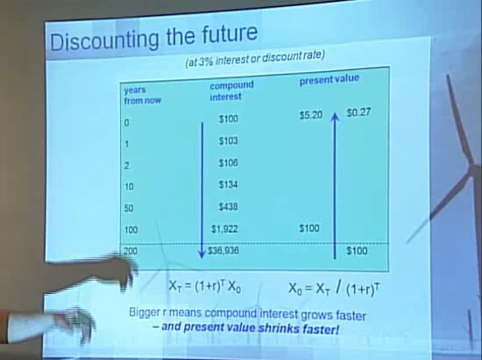 Discounting the future
(at 3% interest or discount rate)
years from now compound interest present value
0 $100 $5.20 $0.27
1 $103
2 $106
10 $134
50 $438
100 $1,922 $100
200 $36,936 $100
X_T = (1+r)^T X_0 X_0 = X_T / (1+r)^T
Bigger r means compound interest grows faster
– and present value shrinks faster!